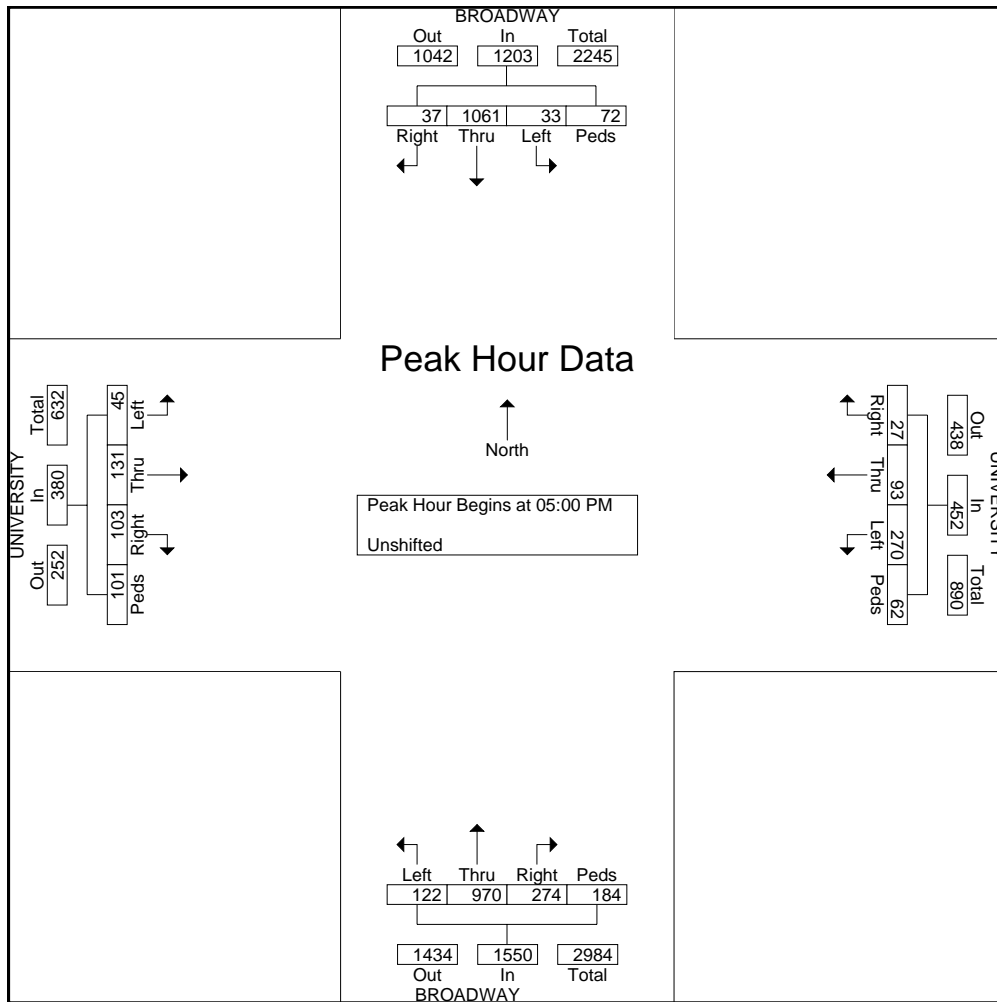 BROADWAY
Out In Total
1042 1203 2245
37 1061 33 72
Right Thru Left Peds
Peak Hour Data
North
Peak Hour Begins at 05:00 PM
Unshifted
UNIVERSITY
Total In Out
632 380 252
45 131 103 101
Left Thru Right Peds
Right Thru Left Peds
27 93 270 62
Out In Total
438 452 890
UNIVERSITY
Left Thru Right Peds
122 970 274 184
1434 1550 2984
Out In Total
BROADWAY